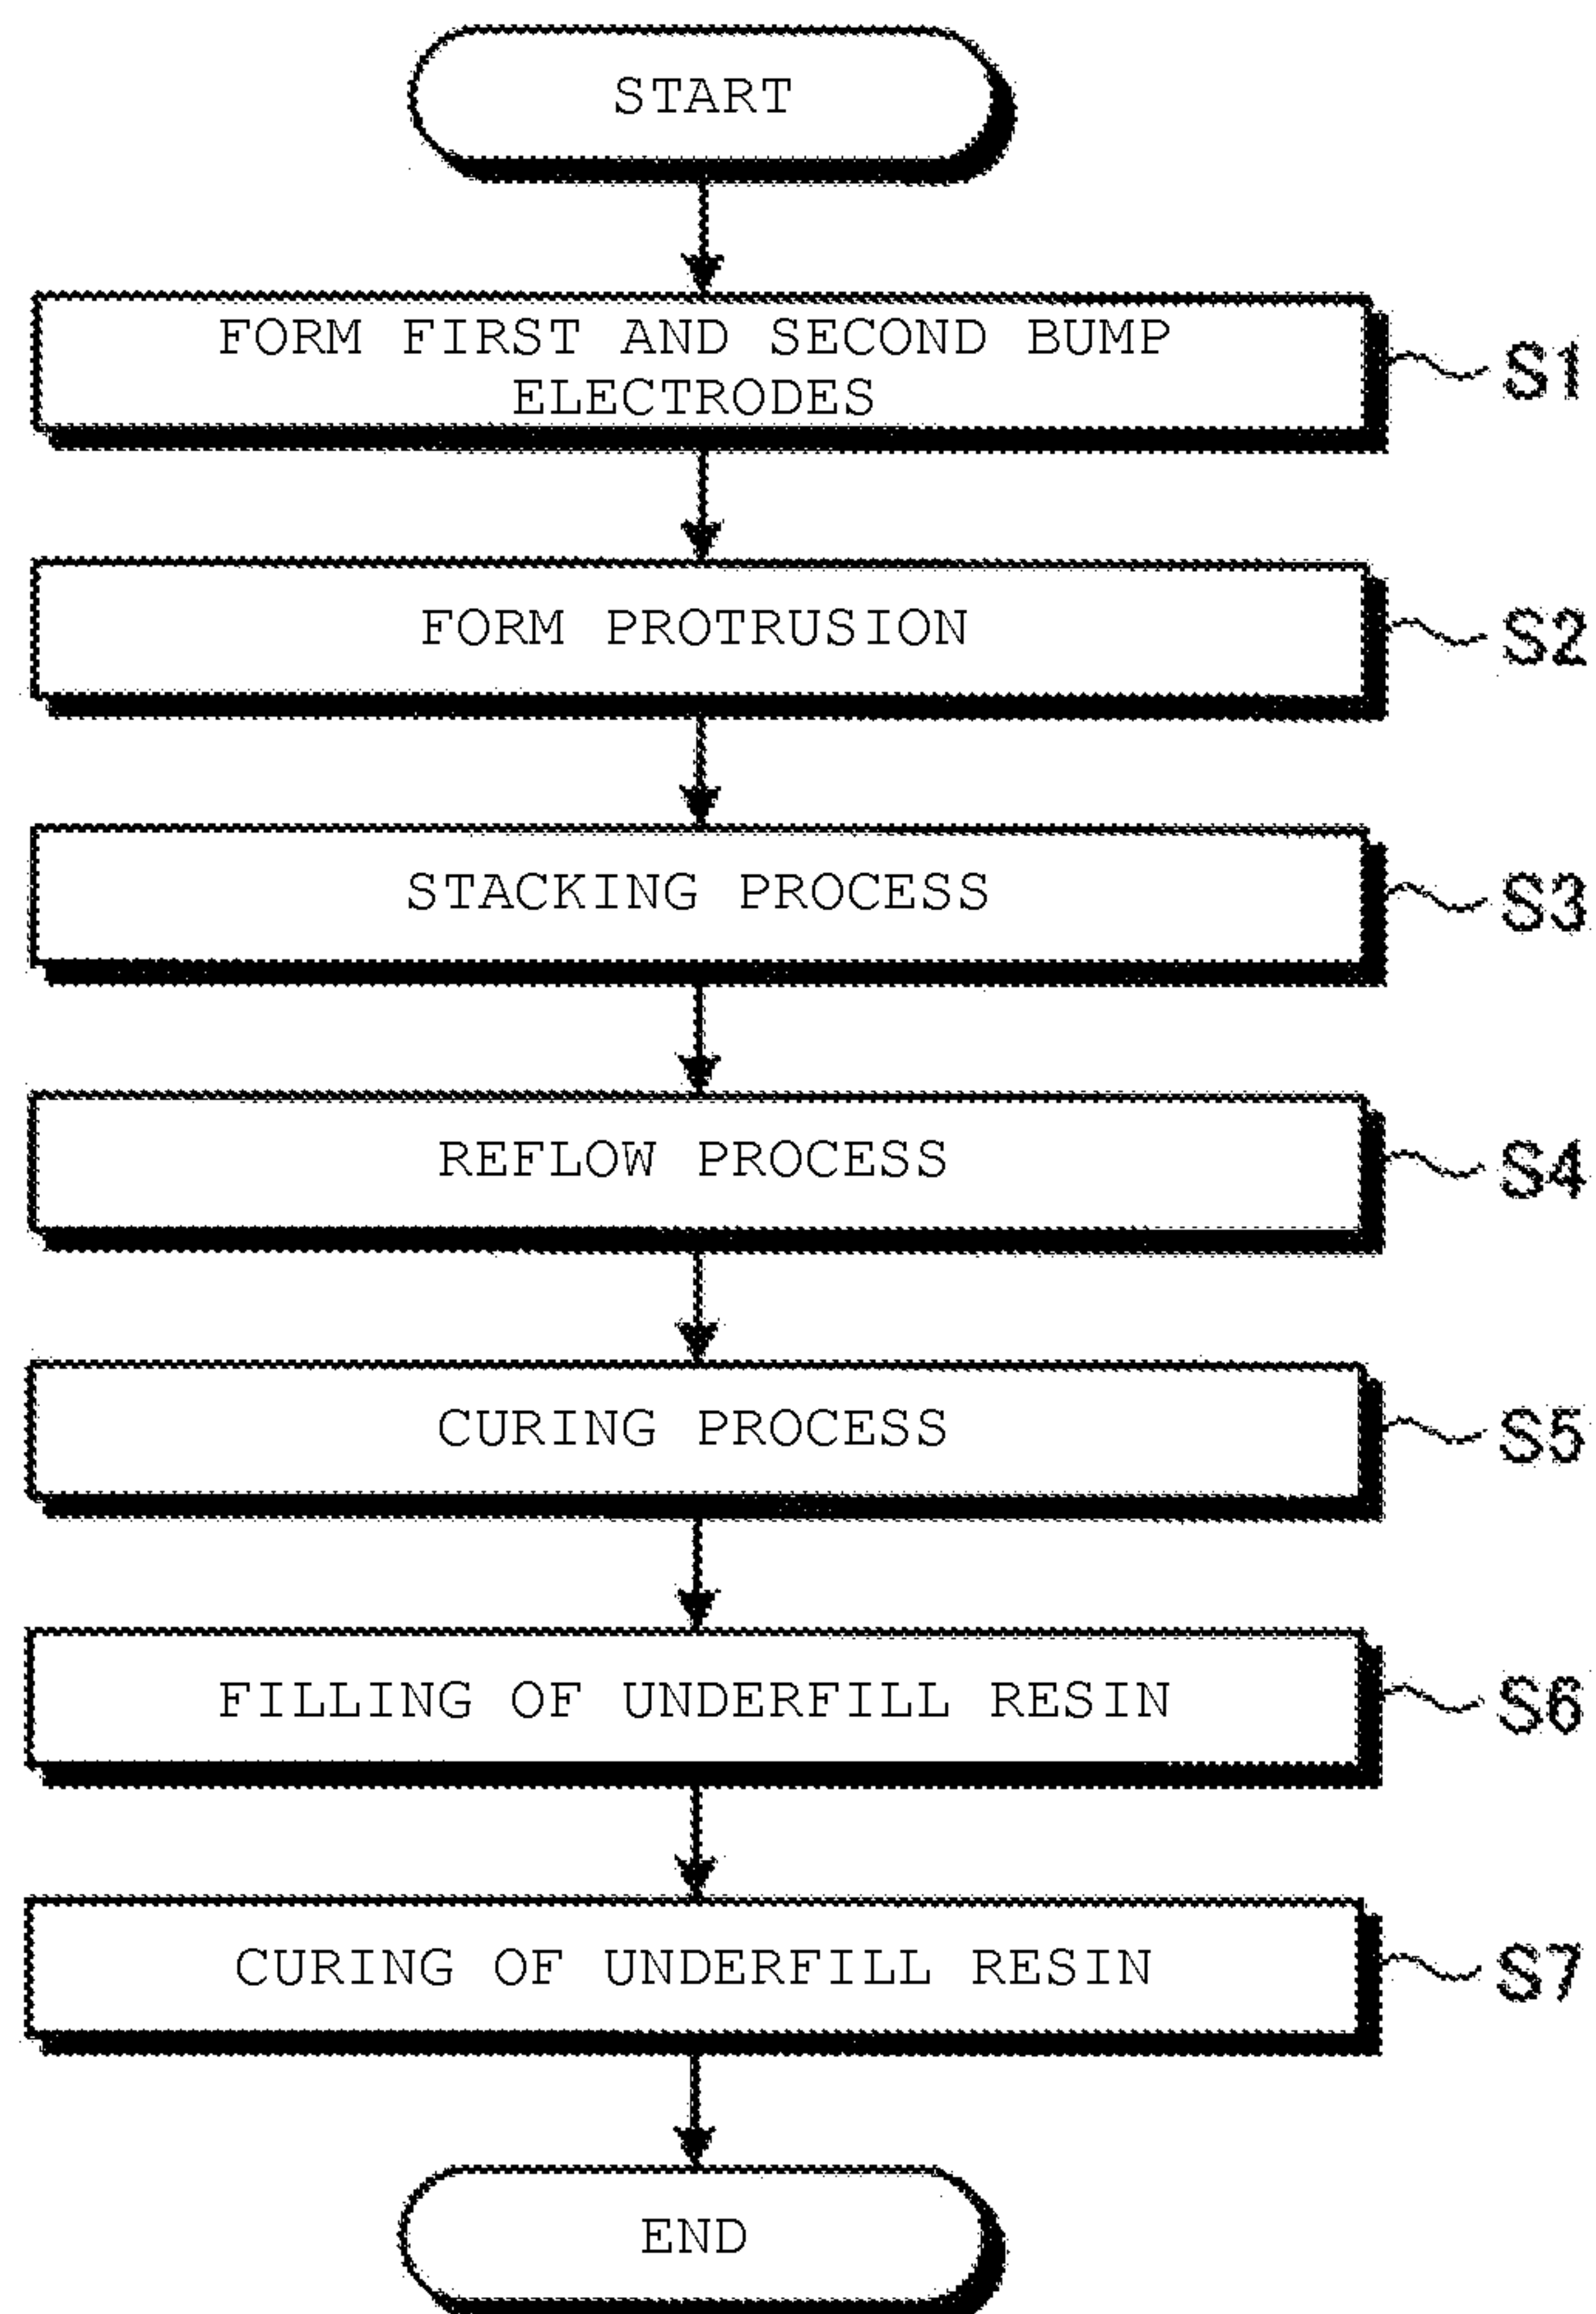 START
FORM FIRST AND SECOND BUMP
ELECTRODES
S1
FORM PROTRUSION
S2
STACKING PROCESS
S3
REFLOW PROCESS
S4
CURING PROCESS
S5
FILLING OF UNDERFILL RESIN
S6
CURING OF UNDERFILL RESIN
S7
END